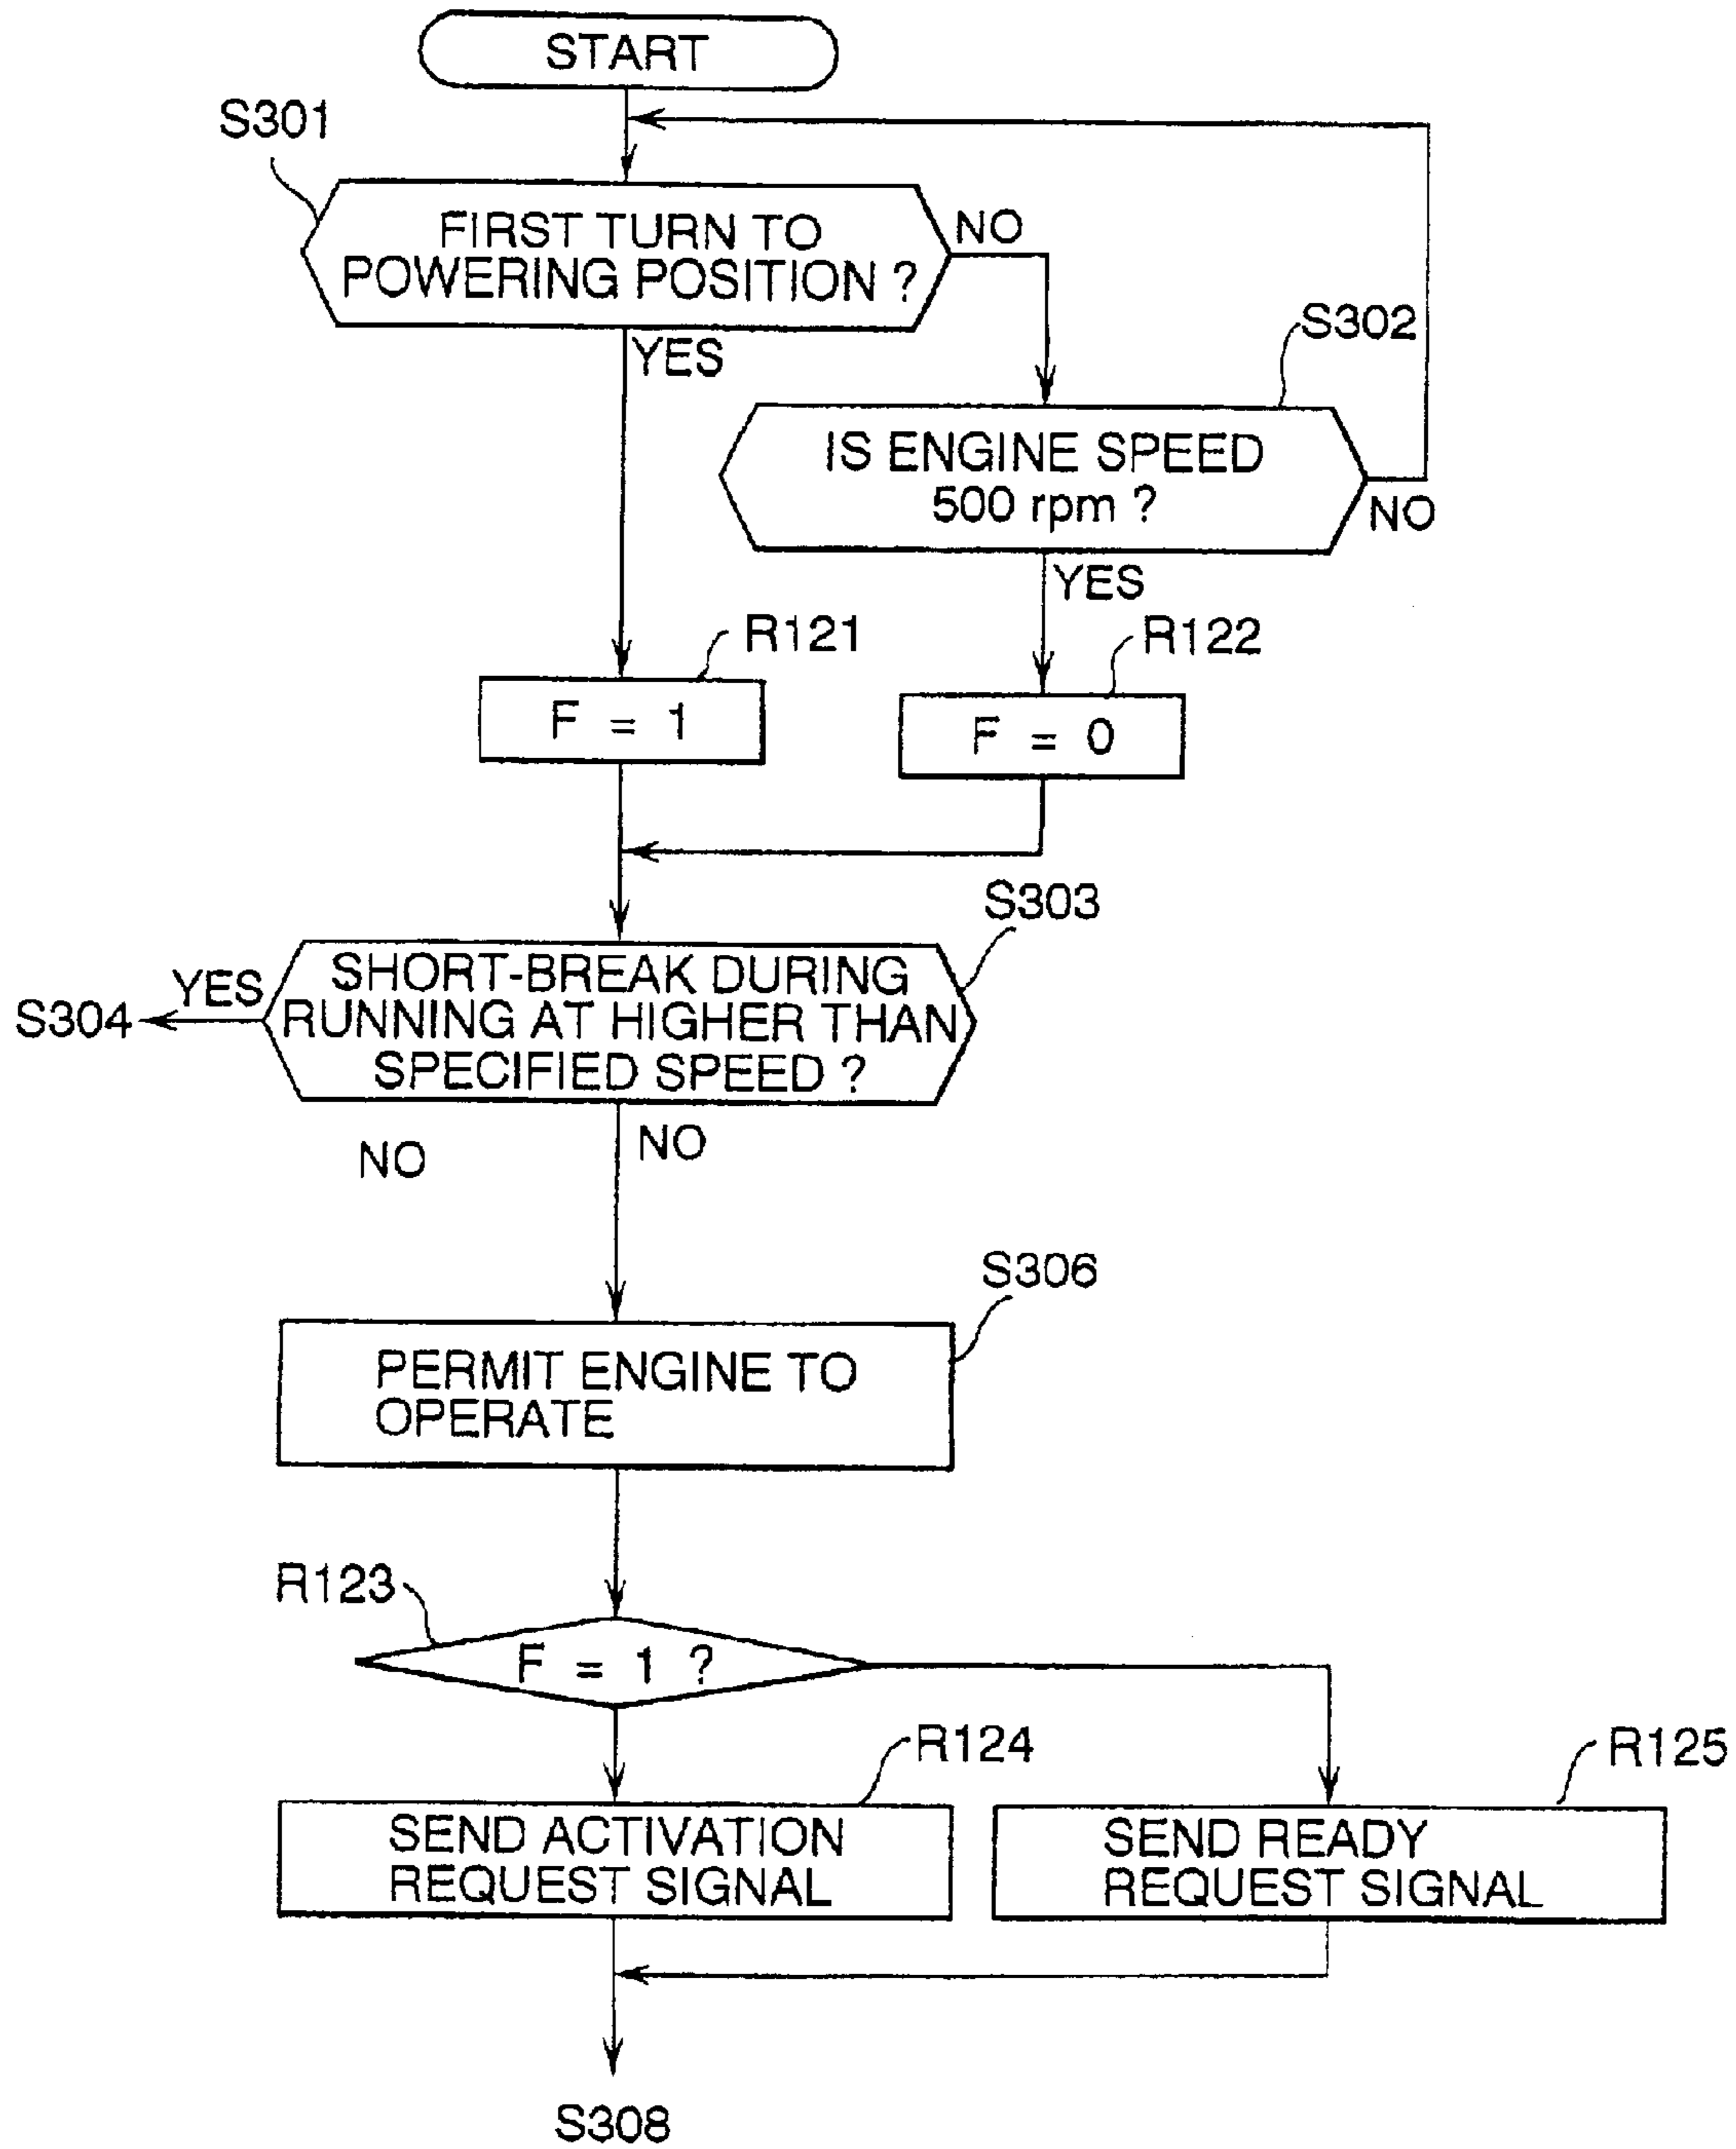 START
S301
FIRST TURN TO
POWERING POSITION ?
NO
YES
S302
IS ENGINE SPEED
500 rpm ?
NO
YES
R121
F = 1
R122
F = 0
S303
SHORT-BREAK DURING
RUNNING AT HIGHER THAN
SPECIFIED SPEED ?
YES
S304
NO
NO
S306
PERMIT ENGINE TO
OPERATE
R123
F = 1 ?
R124
SEND ACTIVATION
REQUEST SIGNAL
R125
SEND READY
REQUEST SIGNAL
S308